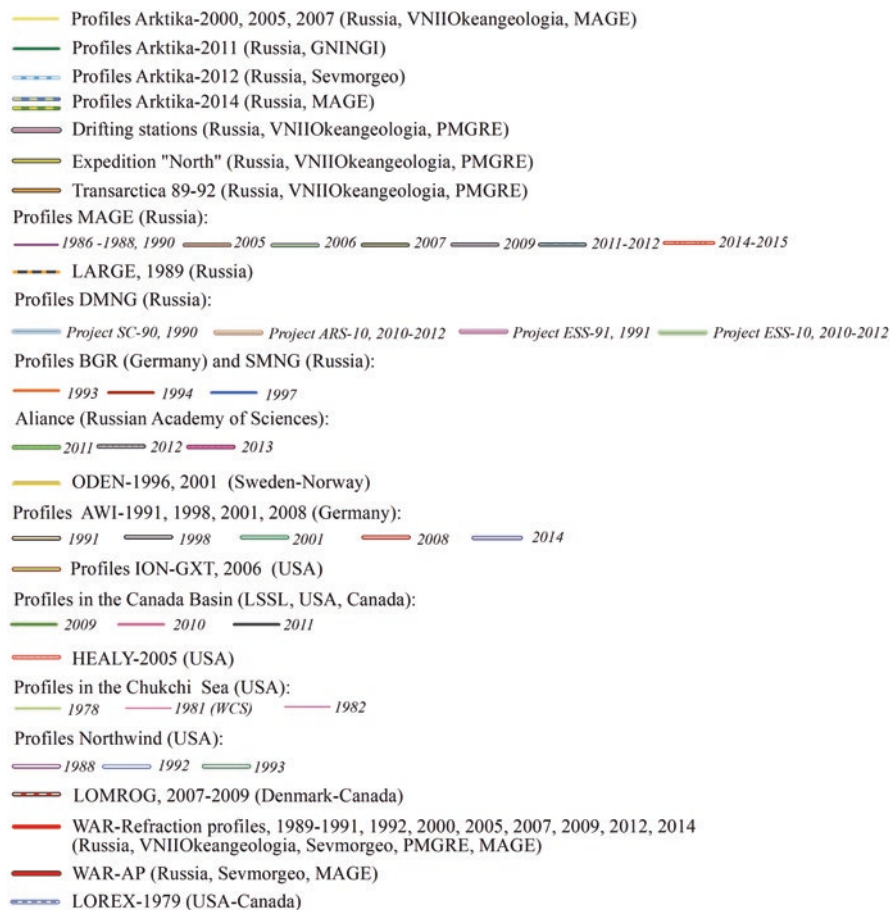 Profiles Arktika-2000, 2005, 2007 (Russia, VNIIOkeangeologia, MAGE)
Profiles Arktika-2011 (Russia, GNINGI)
Profiles Arktika-2012 (Russia, Sevmorgeo)
Profiles Arktika-2014 (Russia, MAGE)
Drifting stations (Russia, VNIIOkeangeologia, PMGRE)
Expedition "North" (Russia, VNIIOkeangeologia, PMGRE)
Transarctica 89-92 (Russia, VNIIOkeangeologia, PMGRE)
Profiles MAGE (Russia):
1986 -1988, 1990 2005 2006 2007 2009 2011-2012 2014-2015
LARGE, 1989 (Russia)
Profiles DMNG (Russia):
Project SC-90, 1990 Project ARS-10, 2010-2012 Project ESS-91, 1991 Project ESS-10, 2010-2012
Profiles BGR (Germany) and SMNG (Russia):
1993 1994 1997
Aliance (Russian Academy of Sciences):
2011 2012 2013
ODEN-1996, 2001 (Sweden-Norway)
Profiles AWI-1991, 1998, 2001, 2008 (Germany):
1991 1998 2001 2008 2014
Profiles ION-GXT, 2006 (USA)
Profiles in the Canada Basin (LSSL, USA, Canada):
2009 2010 2011
HEALY-2005 (USA)
Profiles in the Chukchi Sea (USA):
1978 1981 (WCS) 1982
Profiles Northwind (USA):
1988 1992 1993
LOMROG, 2007-2009 (Denmark-Canada)
WAR-Refraction profiles, 1989-1991, 1992, 2000, 2005, 2007, 2009, 2012, 2014
(Russia, VNIIOkeangeologia, Sevmorgeo, PMGRE, MAGE)
WAR-AP (Russia, Sevmorgeo, MAGE)
LOREX-1979 (USA-Canada)